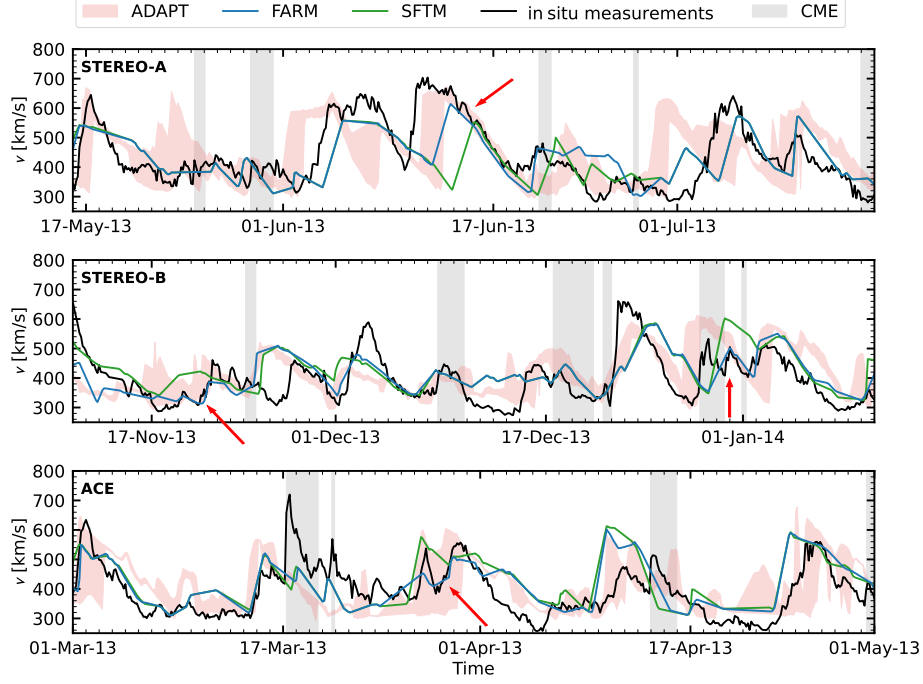 ADAPT FARM SFTM in situ measurements CME
800
700
600
500
400
300
v [km/s]
STEREO-A
17-May-13 01-Jun-13 17-Jun-13 01-Jul-13
800
700
600
500
400
300
v [km/s]
STEREO-B
17-Nov-13 01-Dec-13 17-Dec-13 01-Jan-14
800
700
600
500
400
300
v [km/s]
ACE
01-Mar-13 17-Mar-13 01-Apr-13 17-Apr-13 01-May-13
Time